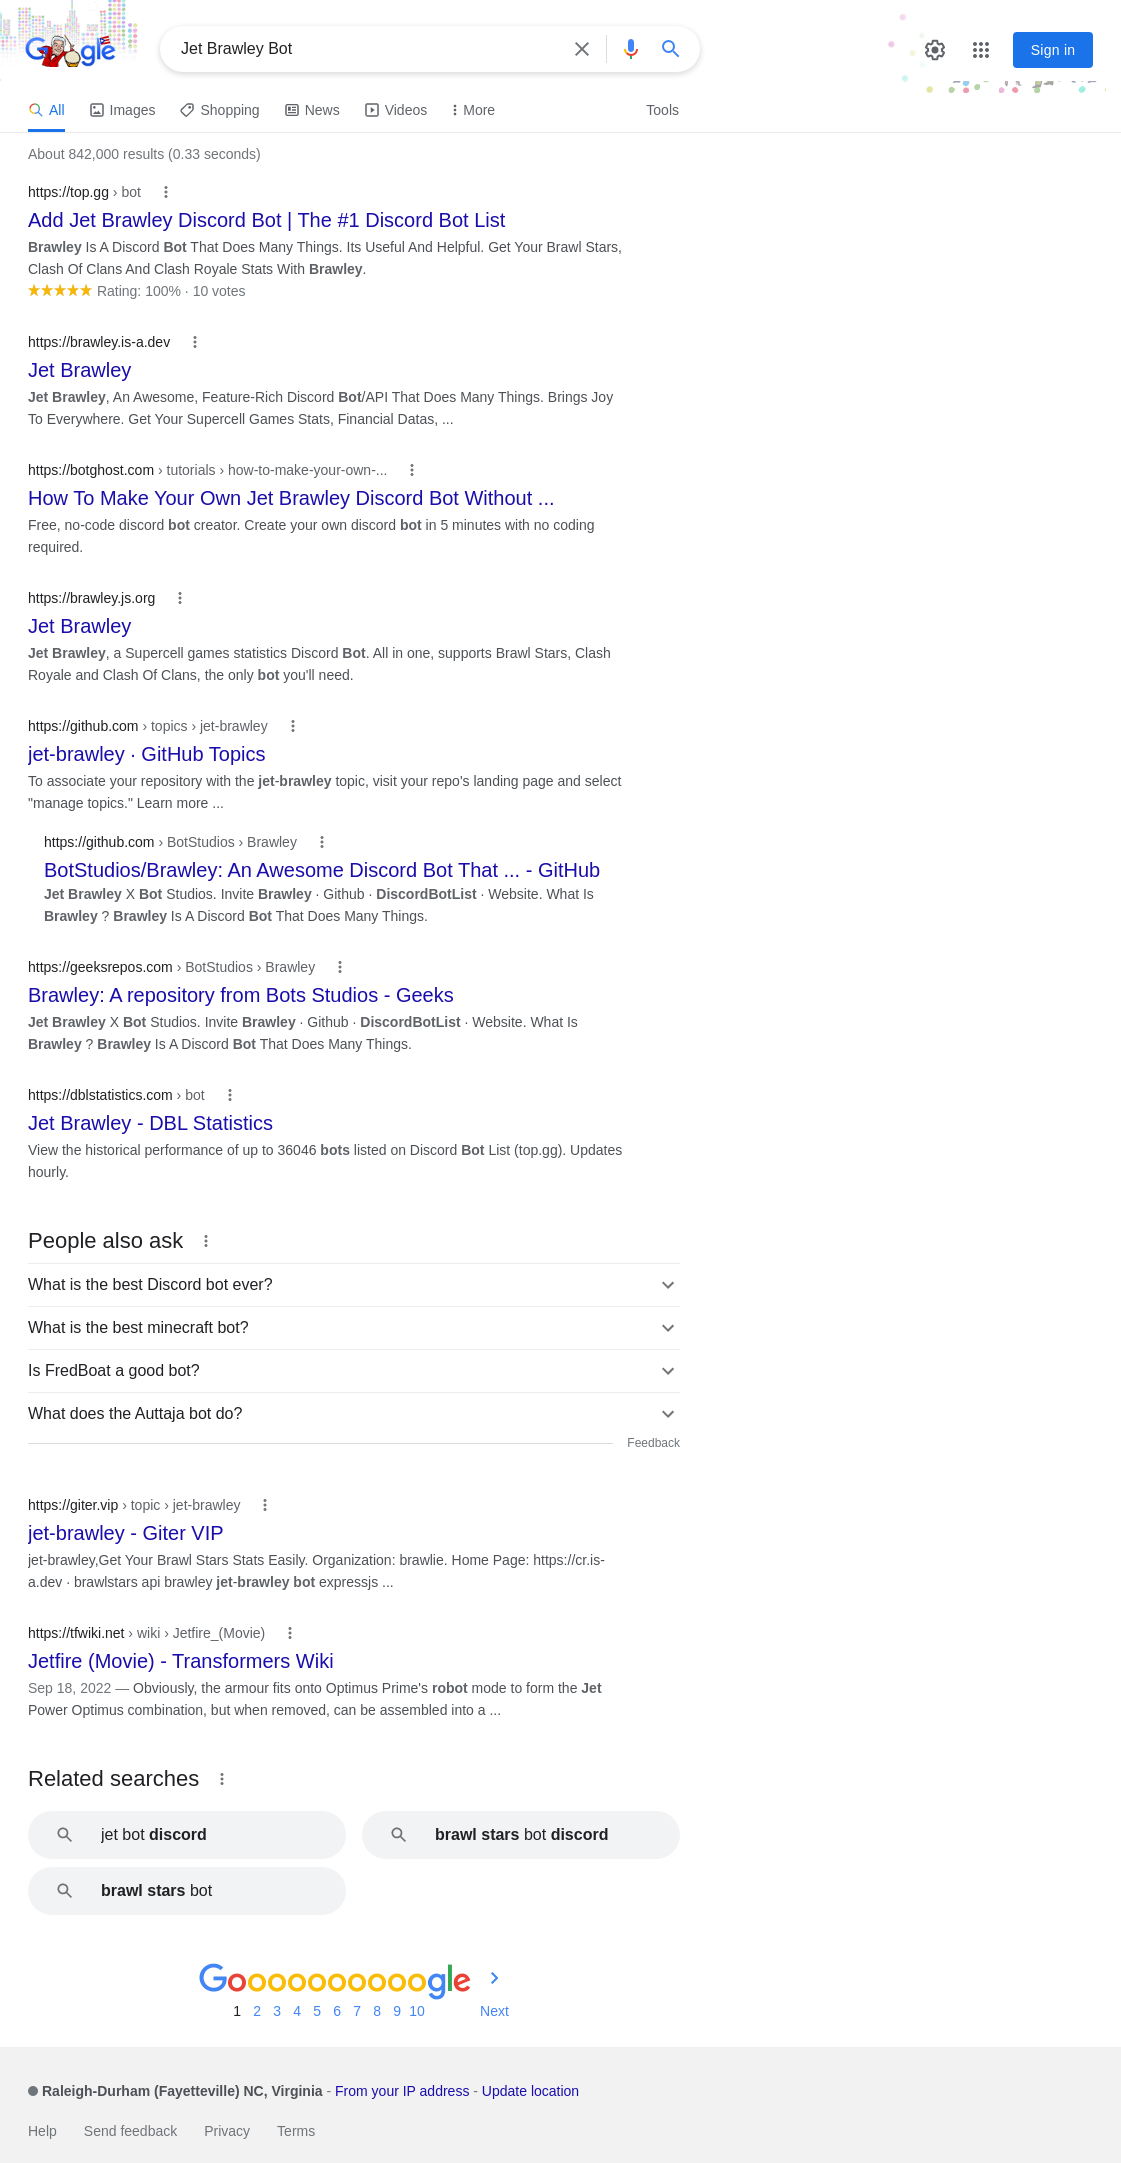 Google
Jet Brawley Bot
Sign in
All Images Shopping News Videos More Tools
About 842,000 results (0.33 seconds)
https://top.gg › bot
Add Jet Brawley Discord Bot | The #1 Discord Bot List
Brawley Is A Discord Bot That Does Many Things. Its Useful And Helpful. Get Your Brawl Stars,
Clash Of Clans And Clash Royale Stats With Brawley.
Rating: 100% · 10 votes
https://brawley.is-a.dev
Jet Brawley
Jet Brawley, An Awesome, Feature-Rich Discord Bot/API That Does Many Things. Brings Joy
To Everywhere. Get Your Supercell Games Stats, Financial Datas, ...
https://botghost.com › tutorials › how-to-make-your-own-...
How To Make Your Own Jet Brawley Discord Bot Without ...
Free, no-code discord bot creator. Create your own discord bot in 5 minutes with no coding
required.
https://brawley.js.org
Jet Brawley
Jet Brawley, a Supercell games statistics Discord Bot. All in one, supports Brawl Stars, Clash
Royale and Clash Of Clans, the only bot you'll need.
https://github.com › topics › jet-brawley
jet-brawley · GitHub Topics
To associate your repository with the jet-brawley topic, visit your repo's landing page and select
"manage topics." Learn more ...
https://github.com › BotStudios › Brawley
BotStudios/Brawley: An Awesome Discord Bot That ... - GitHub
Jet Brawley X Bot Studios. Invite Brawley · Github · DiscordBotList · Website. What Is
Brawley ? Brawley Is A Discord Bot That Does Many Things.
https://geeksrepos.com › BotStudios › Brawley
Brawley: A repository from Bots Studios - Geeks
Jet Brawley X Bot Studios. Invite Brawley · Github · DiscordBotList · Website. What Is
Brawley ? Brawley Is A Discord Bot That Does Many Things.
https://dblstatistics.com › bot
Jet Brawley - DBL Statistics
View the historical performance of up to 36046 bots listed on Discord Bot List (top.gg). Updates
hourly.
People also ask
What is the best Discord bot ever?
What is the best minecraft bot?
Is FredBoat a good bot?
What does the Auttaja bot do?
Feedback
https://giter.vip › topic › jet-brawley
jet-brawley - Giter VIP
jet-brawley,Get Your Brawl Stars Stats Easily. Organization: brawlie. Home Page: https://cr.is-
a.dev · brawlstars api brawley jet-brawley bot expressjs ...
https://tfwiki.net › wiki › Jetfire_(Movie)
Jetfire (Movie) - Transformers Wiki
Sep 18, 2022 — Obviously, the armour fits onto Optimus Prime's robot mode to form the Jet
Power Optimus combination, but when removed, can be assembled into a ...
Related searches
jet bot discord
brawl stars bot discord
brawl stars bot
Goooooooooogle
1 2 3 4 5 6 7 8 9 10 Next
Raleigh-Durham (Fayetteville) NC, Virginia - From your IP address - Update location
Help Send feedback Privacy Terms